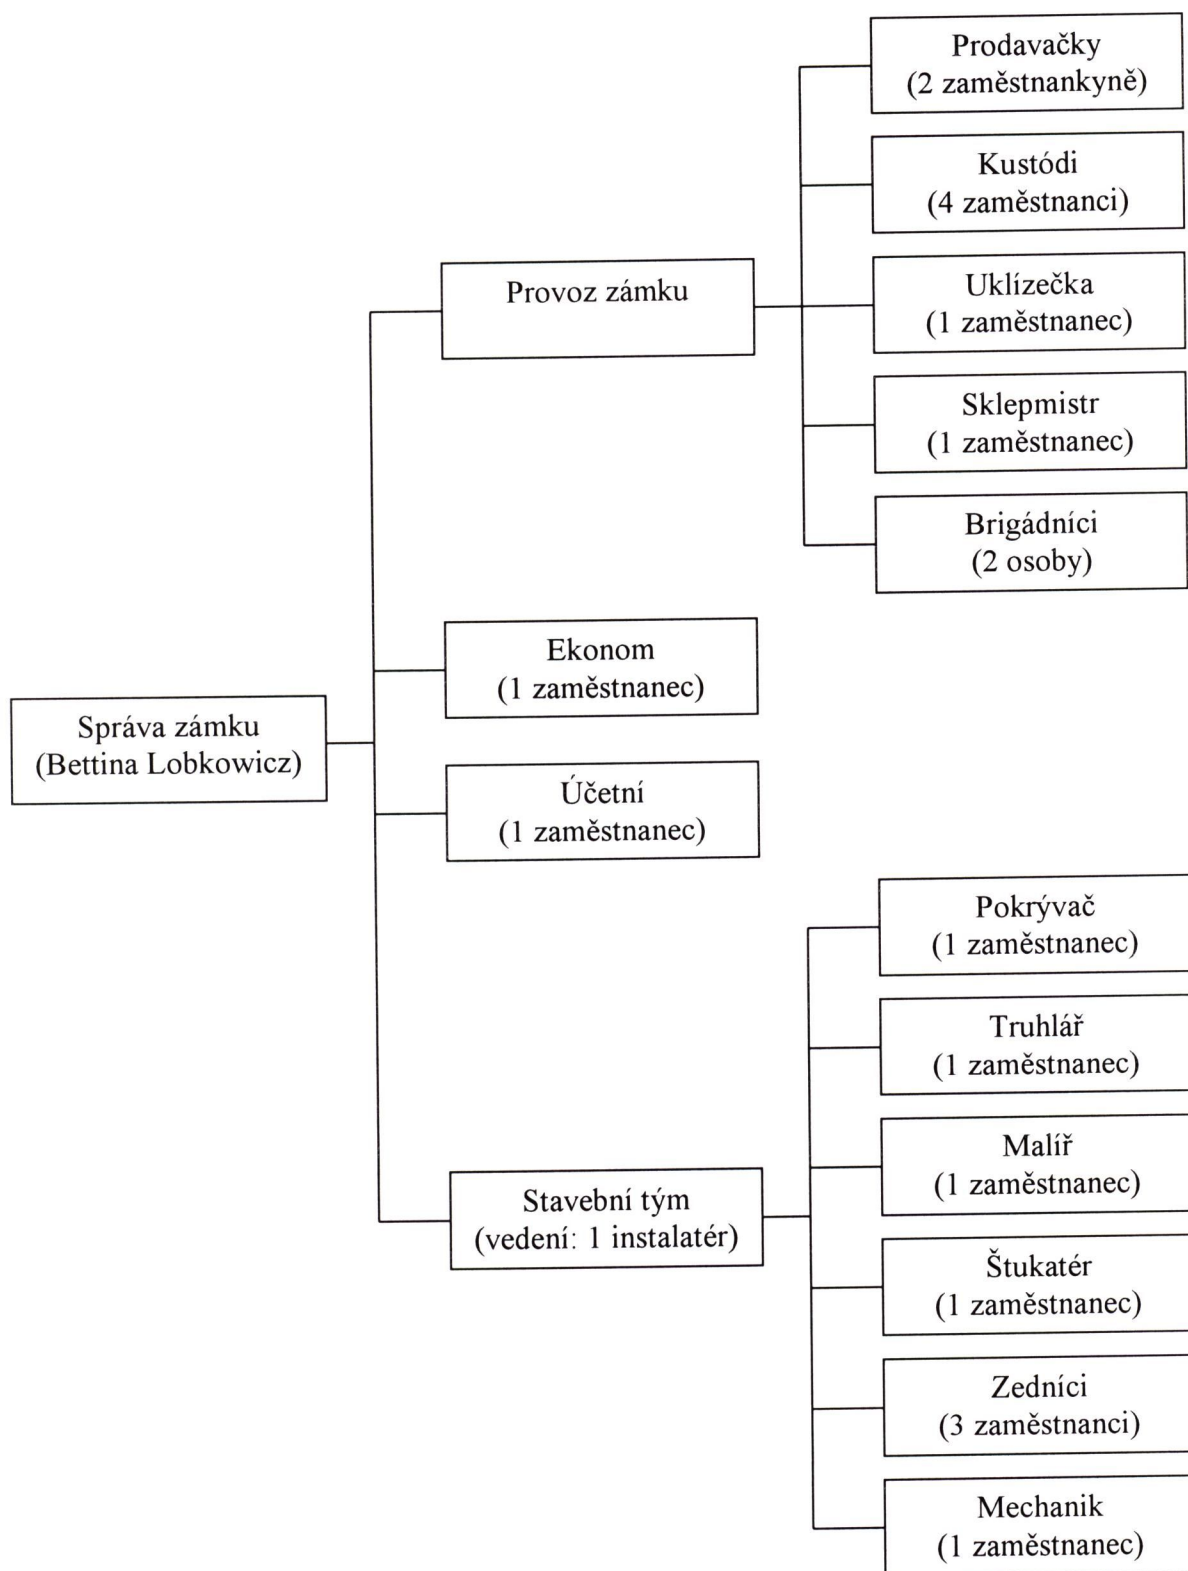 Prodavačky
(2 zaměstnankyně)
Kustódi
(4 zaměstnanci)
Provoz zámku
Uklízečka
(1 zaměstnanec)
Sklepmistr
(1 zaměstnanec)
Brigádníci
(2 osoby)
Ekonom
(1 zaměstnanec)
Správa zámku
(Bettina Lobkowicz)
Účetní
(1 zaměstnanec)
Pokrývač
(1 zaměstnanec)
Truhlář
(1 zaměstnanec)
Malíř
(1 zaměstnanec)
Stavební tým
(vedení: 1 instalatér)
Štukatér
(1 zaměstnanec)
Zedníci
(3 zaměstnanci)
Mechanik
(1 zaměstnanec)